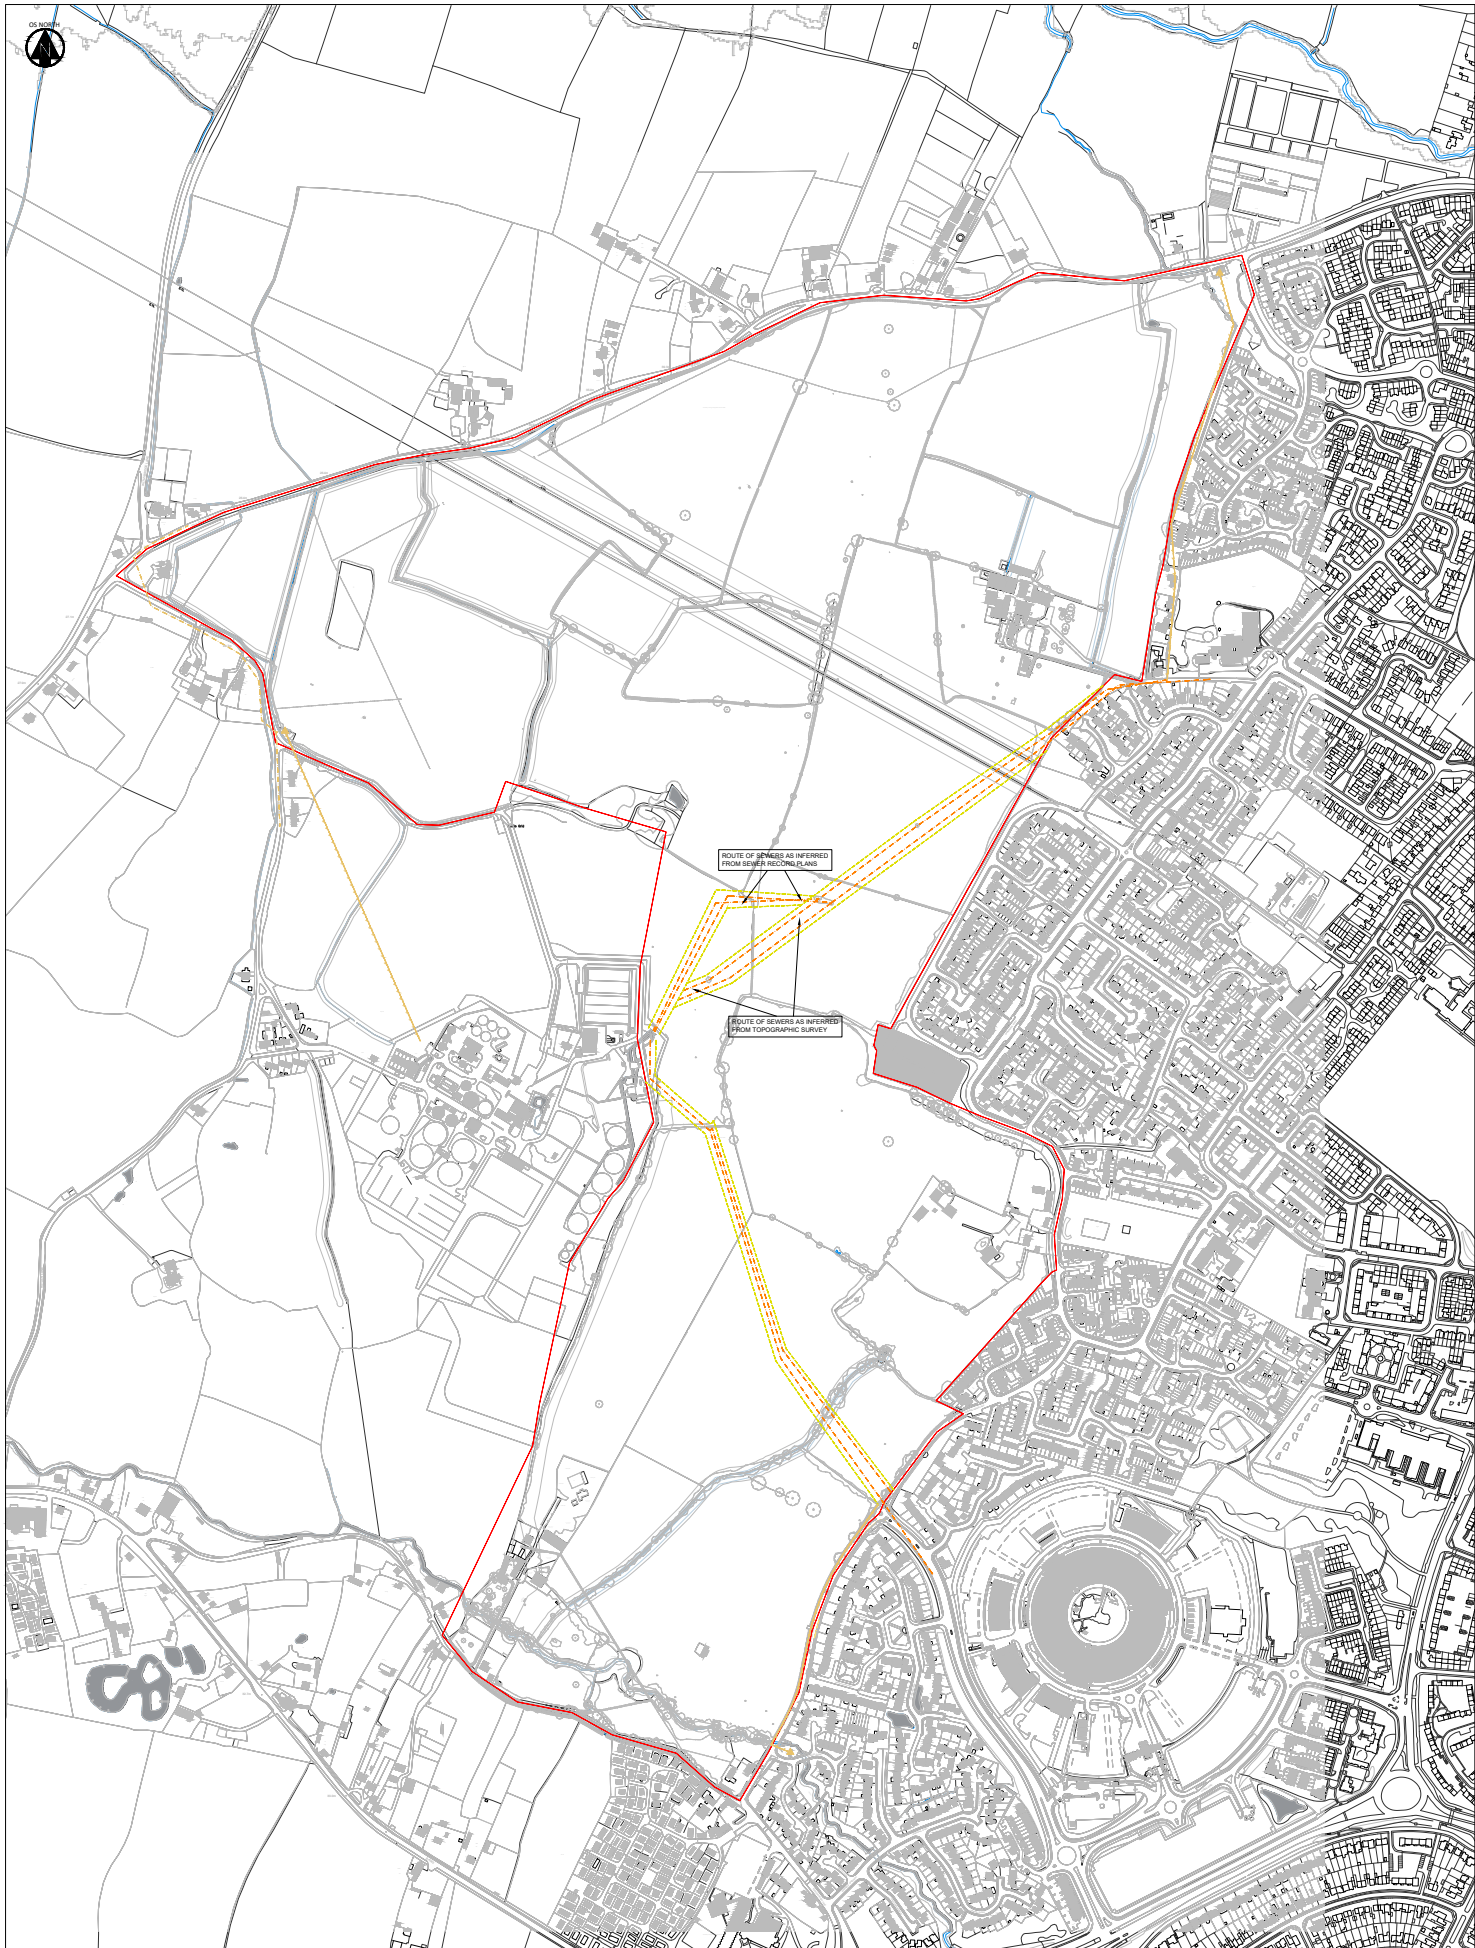 OS NORTH
N
ROUTE OF SEWERS AS INFERRED
FROM SEWER RECORD PLANS
ROUTE OF SEWERS AS INFERRED
FROM TOPOGRAPHIC SURVEY